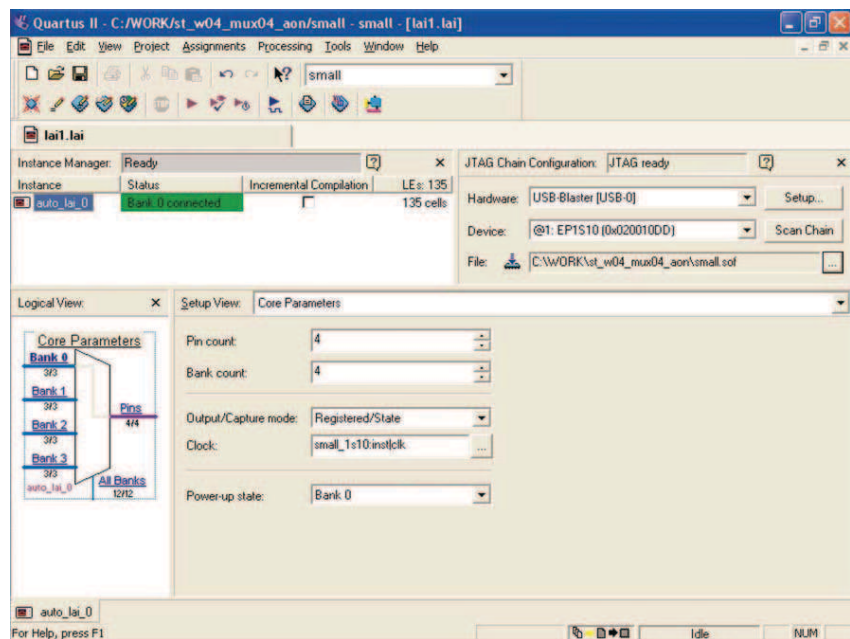 Quartus II - C:/WORK/st_w04_mux04_aon/small - small - [lai1.lai]
File Edit View Project Assignments Processing Tools Window Help
small
lai1.lai
Instance Manager: Ready
Instance Status Incremental Compilation LEs: 135
auto_lai_0 Bank 0 connected 135 cells
JTAG Chain Configuration: JTAG ready
Hardware: USB-Blaster [USB-0] Setup...
Device: @1: EP1S10 (0x020010DD) Scan Chain
File: C:\WORK\st_w04_mux04_aon\small.sof ...
Logical View:
Core Parameters
Bank 0
3/3
Bank 1
3/3
Bank 2
3/3
Bank 3
3/3
auto_lai_0
Pins
4/4
All Banks
12/12
Setup View: Core Parameters
Pin count: 4
Bank count: 4
Output/Capture mode: Registered/State
Clock: small_1s10:inst|clk ...
Power-up state: Bank 0
auto_lai_0
For Help, press F1 Idle NUM